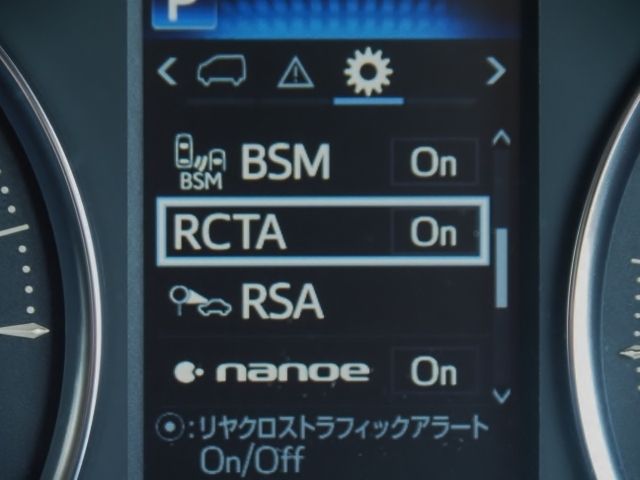 P
BSM BSM On
RCTA On
RSA
nanoe On
:リヤクロストラフィックアラート
On/Off